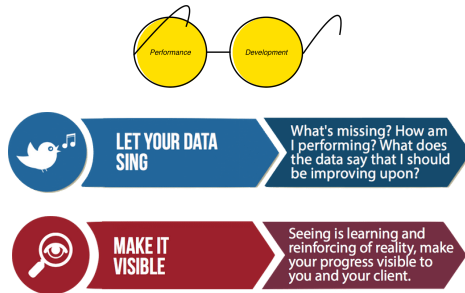 Performance
Development
LET YOUR DATA
SING
What's missing? How am
I performing? What does
the data say that I should
be improving upon?
MAKE IT
VISIBLE
Seeing is learning and
reinforcing of reality, make
your progress visible to
you and your client.